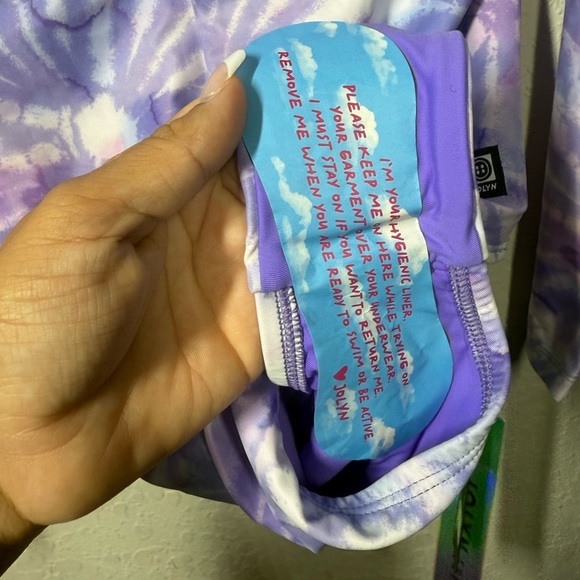 I'M YOUR HYGIENIC LINER.
PLEASE KEEP ME IN HERE WHILE TRYING ON
YOUR GARMENT OVER YOUR UNDERWEAR.
I MUST STAY ON IF YOU WANT TO RETURN ME.
REMOVE ME WHEN YOU ARE READY TO SWIM OR BE ACTIVE
♥ JOLYN
JOLYN